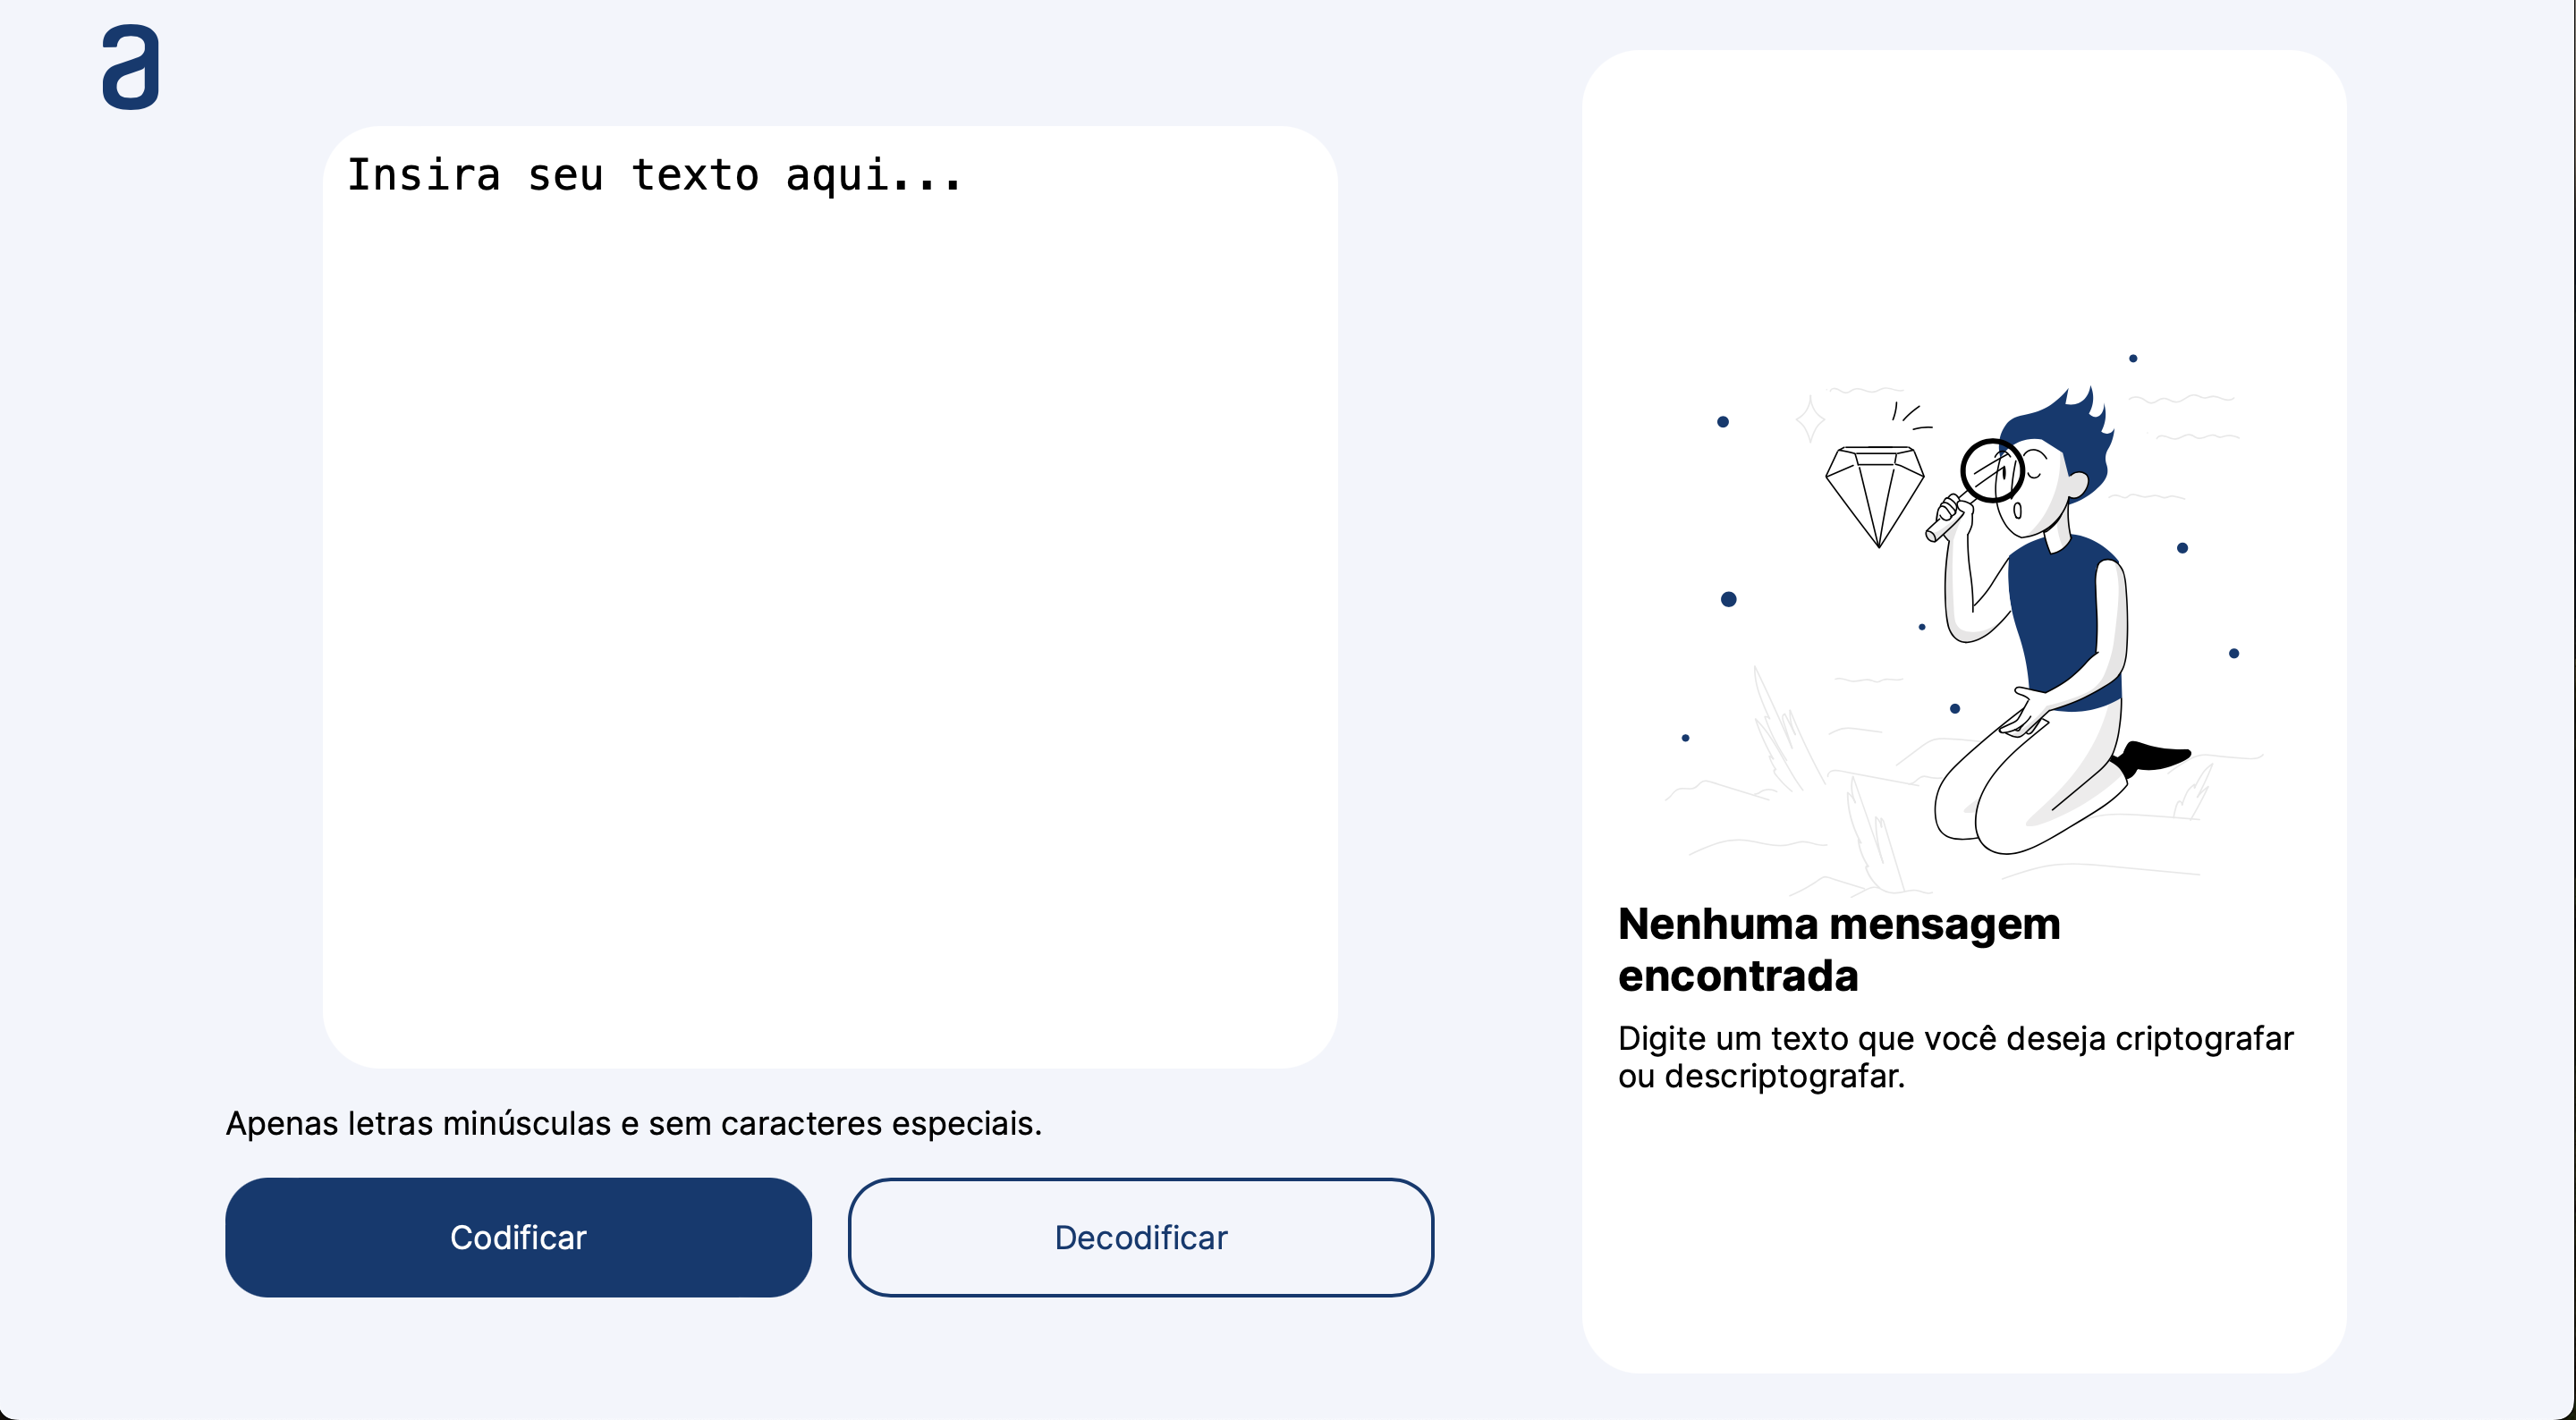 a
Insira seu texto aqui...
Apenas letras minúsculas e sem caracteres especiais.
Codificar
Decodificar
Nenhuma mensagem
encontrada
Digite um texto que você deseja criptografar
ou descriptografar.